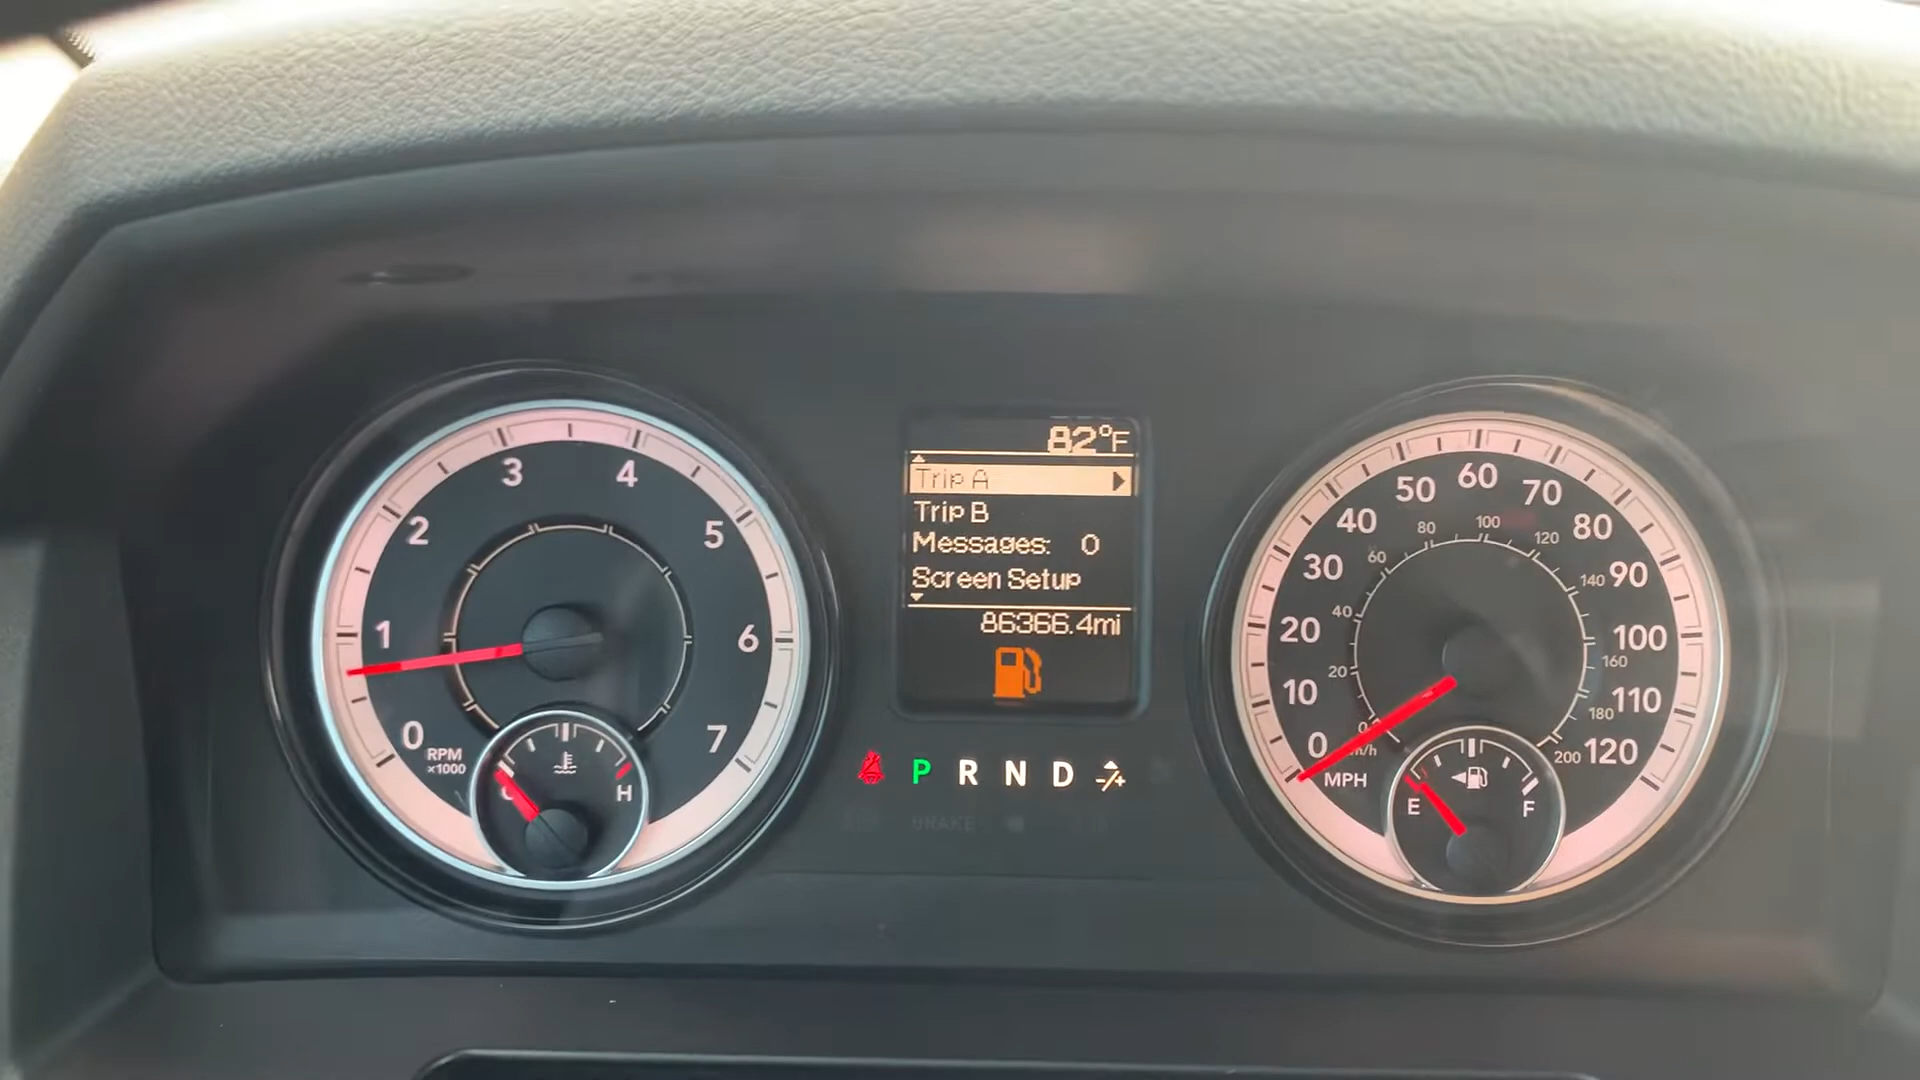 1
2
3
4
5
6
7
0
RPM
×1000
C
H
82°F
Trip A
Trip B
Messages: 0
Screen Setup
86366.4mi
P R N D -/+
BRAKE
0
10
20
30
40
50
60
70
80
90
100
110
120
MPH
0
20
40
60
80
100
120
140
160
180
200
km/h
E
F